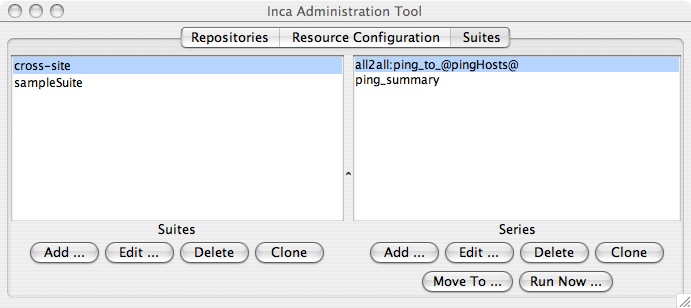 Inca Administration Tool
Repositories Resource Configuration Suites
cross-site
sampleSuite
all2all:ping_to_@pingHosts@
ping_summary
Suites
Add ... Edit ... Delete Clone
Series
Add ... Edit ... Delete Clone
Move To ... Run Now ...